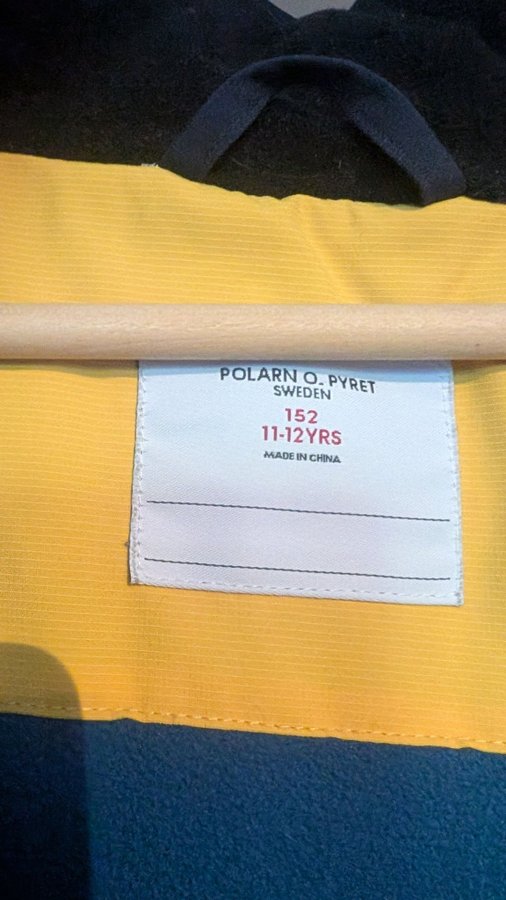 POLARN O. PYRET
SWEDEN
152
11-12YRS
MADE IN CHINA